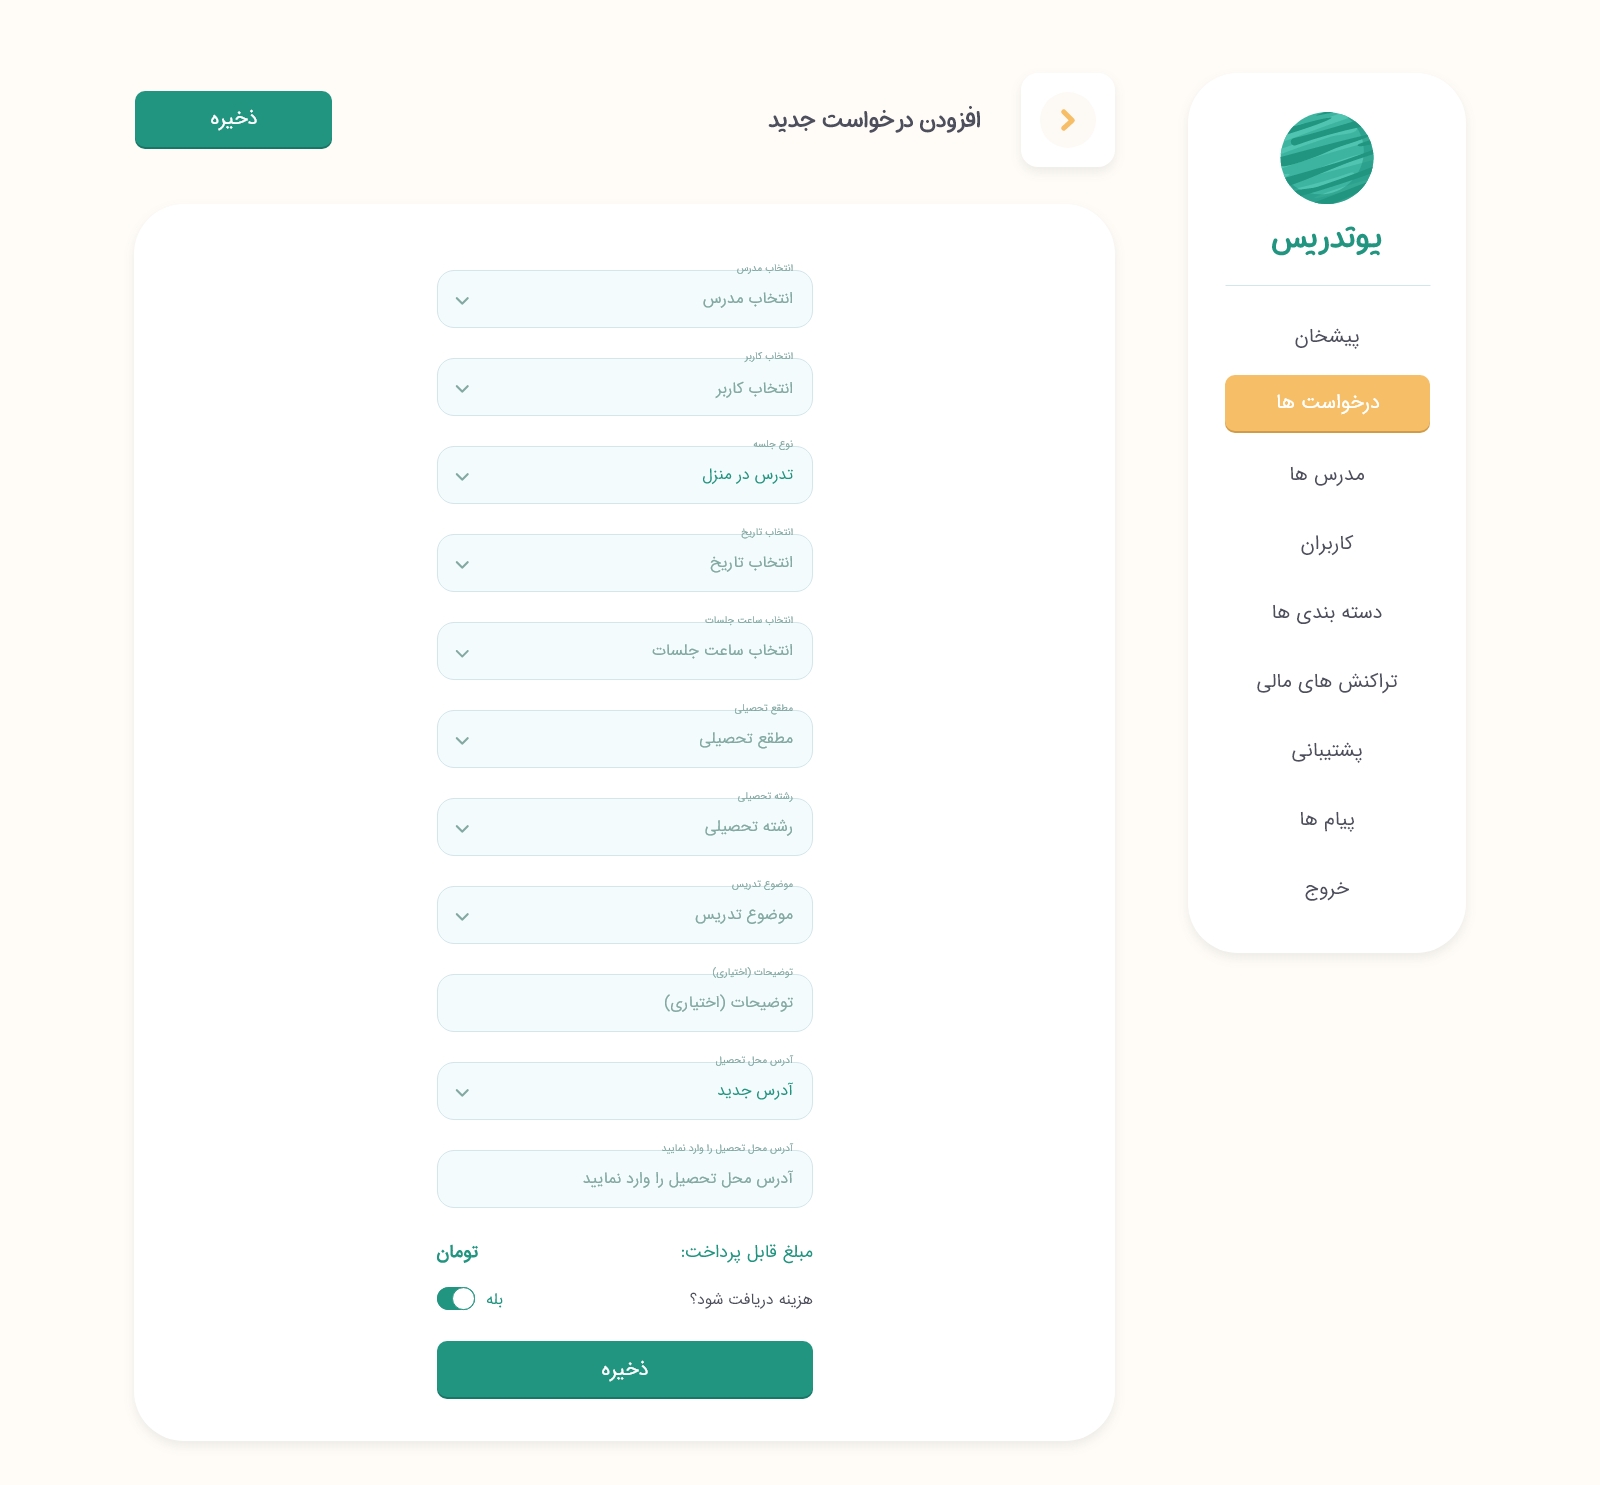 یوتدریس
پیشخان
درخواست ها
مدرس ها
کاربران
دسته بندی ها
تراکنش های مالی
پشتیبانی
پیام ها
خروج
افزودن درخواست جدید
ذخیره
انتخاب مدرس
انتخاب مدرس
انتخاب کاربر
انتخاب کاربر
نوع جلسه
تدرس در منزل
انتخاب تاریخ
انتخاب تاریخ
انتخاب ساعت جلسات
انتخاب ساعت جلسات
مطقع تحصیلی
مطقع تحصیلی
رشته تحصیلی
رشته تحصیلی
موضوع تدریس
موضوع تدریس
توضیحات (اختیاری)
توضیحات (اختیاری)
آدرس محل تحصیل
آدرس جدید
آدرس محل تحصیل را وارد نمایید
آدرس محل تحصیل را وارد نمایید
مبلغ قابل پرداخت: تومان
هزینه دریافت شود؟ بله
ذخیره